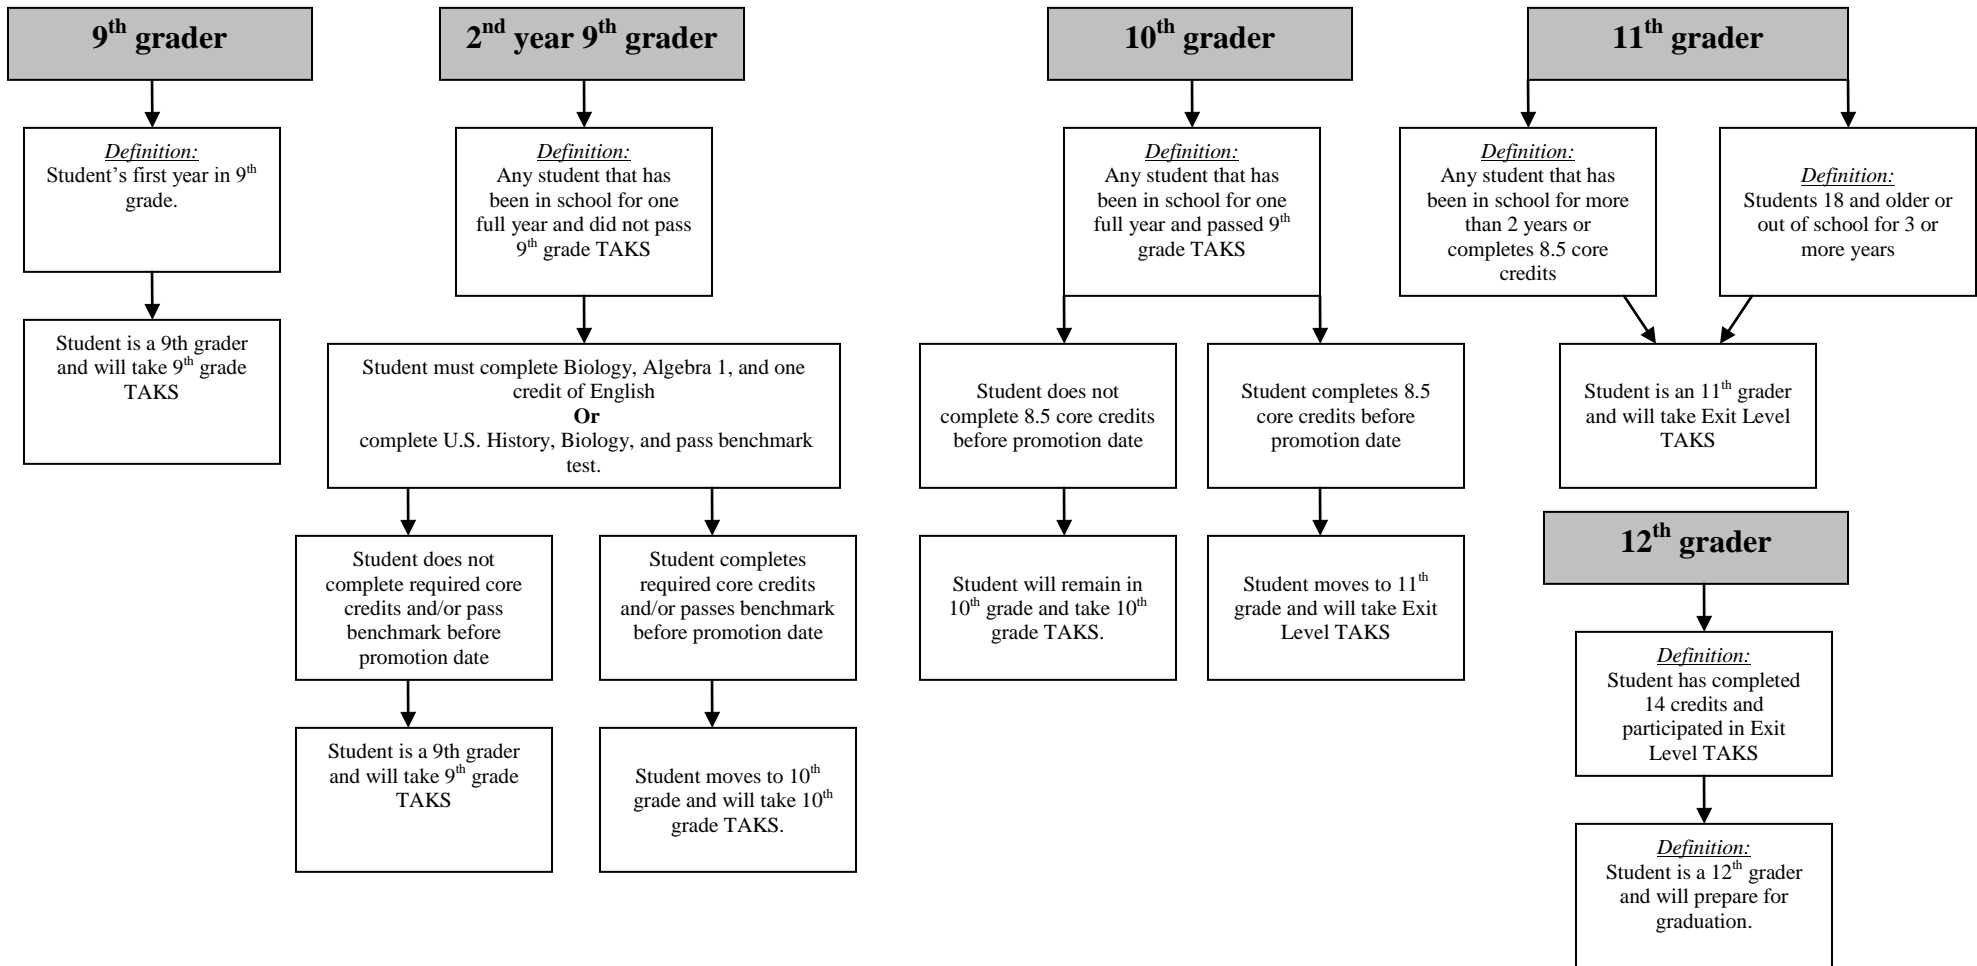 9th grader
Definition:
Student’s first year in 9th
grade.
Student is a 9th grader
and will take 9th grade
TAKS
2nd year 9th grader
Definition:
Any student that has
been in school for one
full year and did not pass
9th grade TAKS
Student must complete Biology, Algebra 1, and one
credit of English
Or
complete U.S. History, Biology, and pass benchmark
test.
Student does not
complete required core
credits and/or pass
benchmark before
promotion date
Student is a 9th grader
and will take 9th grade
TAKS
Student completes
required core credits
and/or passes benchmark
before promotion date
Student moves to 10th
grade and will take 10th
grade TAKS.
10th grader
Definition:
Any student that has
been in school for one
full year and passed 9th
grade TAKS
Student does not
complete 8.5 core credits
before promotion date
Student will remain in
10th grade and take 10th
grade TAKS.
Student completes 8.5
core credits before
promotion date
Student moves to 11th
grade and will take Exit
Level TAKS
11th grader
Definition:
Any student that has
been in school for more
than 2 years or
completes 8.5 core
credits
Definition:
Students 18 and older or
out of school for 3 or
more years
Student is an 11th grader
and will take Exit Level
TAKS
12th grader
Definition:
Student has completed
14 credits and
participated in Exit
Level TAKS
Definition:
Student is a 12th grader
and will prepare for
graduation.